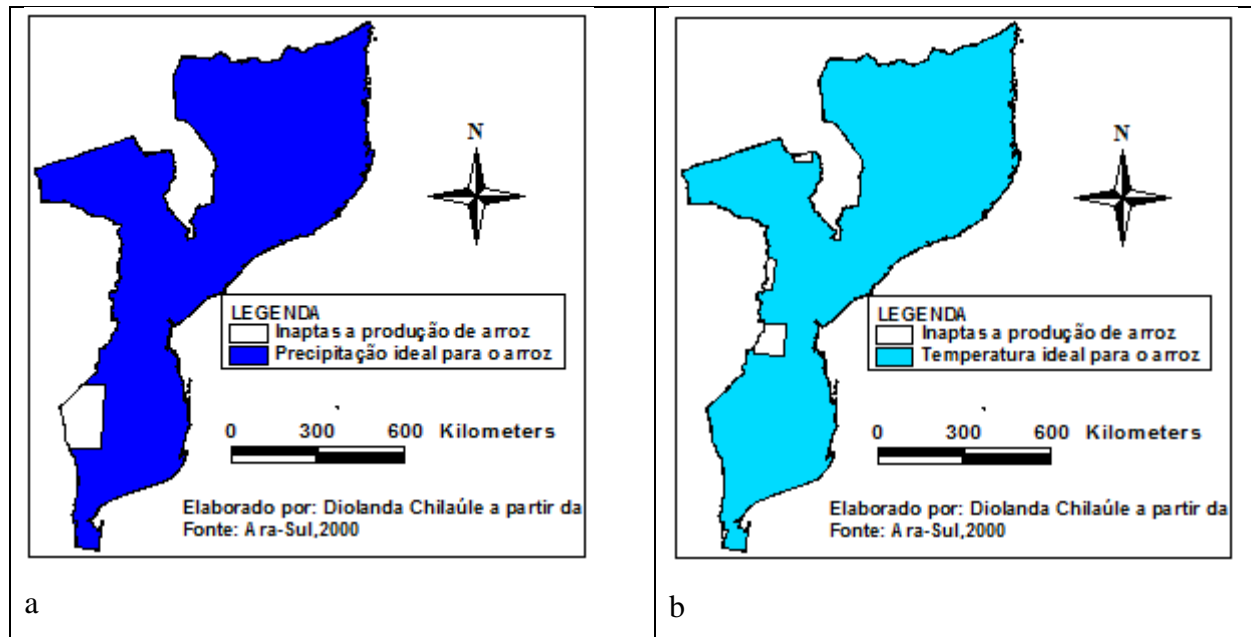 N
LEGENDA
Inaptas a produção de arroz
Precipitação ideal para o arroz
0 300 600 Kilometers
Elaborado por: Diolanda Chilaúle a partir da
Fonte: Ara-Sul,2000
a
N
LEGENDA
Inaptas a produção de arroz
Temperatura ideal para o arroz
0 300 600 Kilometers
Elaborado por: Diolanda Chilaúle a partir da
Fonte: Ara-Sul,2000
b